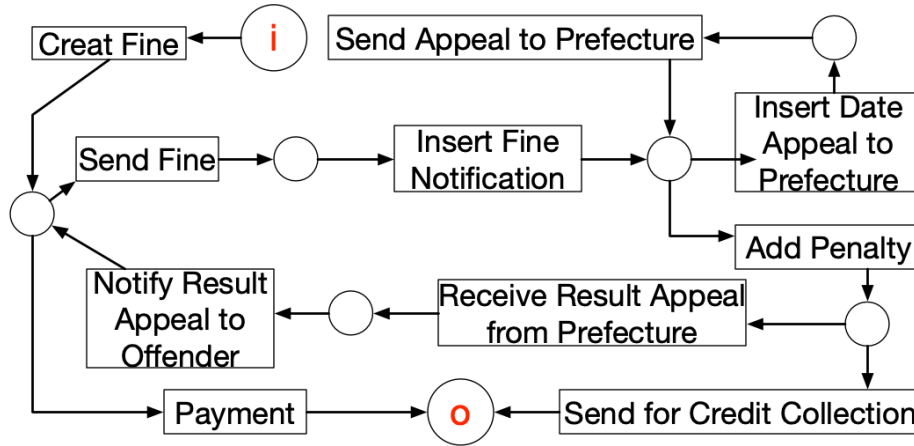 Creat Fine
i
Send Appeal to Prefecture
Send Fine
Insert Fine
Notification
Insert Date
Appeal to
Prefecture
Add Penalty
Notify Result
Appeal to
Offender
Receive Result Appeal
from Prefecture
Payment
o
Send for Credit Collection